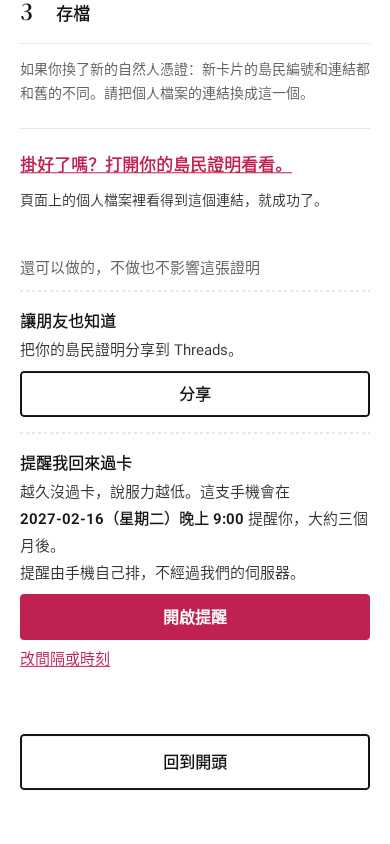 3 存檔
如果你換了新的自然人憑證：新卡片的島民編號和連結都
和舊的不同。請把個人檔案的連結換成這一個。
掛好了嗎？打開你的島民證明看看。
頁面上的個人檔案裡看得到這個連結，就成功了。
還可以做的，不做也不影響這張證明
讓朋友也知道
把你的島民證明分享到 Threads。
分享
提醒我回來過卡
越久沒過卡，說服力越低。這支手機會在
2027-02-16（星期二）晚上 9:00 提醒你，大約三個
月後。
提醒由手機自己排，不經過我們的伺服器。
開啟提醒
改間隔或時刻
回到開頭